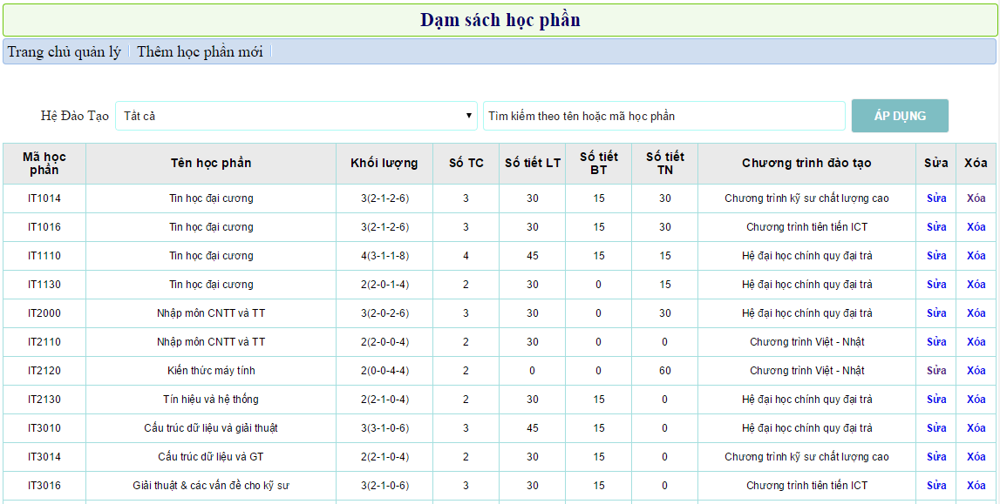 Dạm sách học phần
Trang chủ quản lý Thêm học phần mới
Hệ Đào Tạo Tất cả Tìm kiếm theo tên hoặc mã học phần ÁP DỤNG
Mã học phần Tên học phần Khối lượng Số TC Số tiết LT Số tiết BT Số tiết TN Chương trình đào tạo Sửa Xóa
IT1014 Tin học đại cương 3(2-1-2-6) 3 30 15 30 Chương trình kỹ sư chất lượng cao Sửa Xóa
IT1016 Tin học đại cương 3(2-1-2-6) 3 30 15 30 Chương trình tiên tiến ICT Sửa Xóa
IT1110 Tin học đại cương 4(3-1-1-8) 4 45 15 15 Hệ đại học chính quy đại trà Sửa Xóa
IT1130 Tin học đại cương 2(2-0-1-4) 2 30 0 15 Hệ đại học chính quy đại trà Sửa Xóa
IT2000 Nhập môn CNTT và TT 3(2-0-2-6) 3 30 0 30 Hệ đại học chính quy đại trà Sửa Xóa
IT2110 Nhập môn CNTT và TT 2(2-0-0-4) 2 30 0 0 Chương trình Việt - Nhật Sửa Xóa
IT2120 Kiến thức máy tính 2(0-0-4-4) 2 0 0 60 Chương trình Việt - Nhật Sửa Xóa
IT2130 Tín hiệu và hệ thống 2(2-1-0-4) 2 30 15 0 Hệ đại học chính quy đại trà Sửa Xóa
IT3010 Cấu trúc dữ liệu và giải thuật 3(3-1-0-6) 3 45 15 0 Hệ đại học chính quy đại trà Sửa Xóa
IT3014 Cấu trúc dữ liệu và GT 2(2-1-0-4) 2 30 15 0 Chương trình kỹ sư chất lượng cao Sửa Xóa
IT3016 Giải thuật & các vấn đề cho kỹ sư 3(2-1-0-6) 3 30 15 0 Chương trình tiên tiến ICT Sửa Xóa